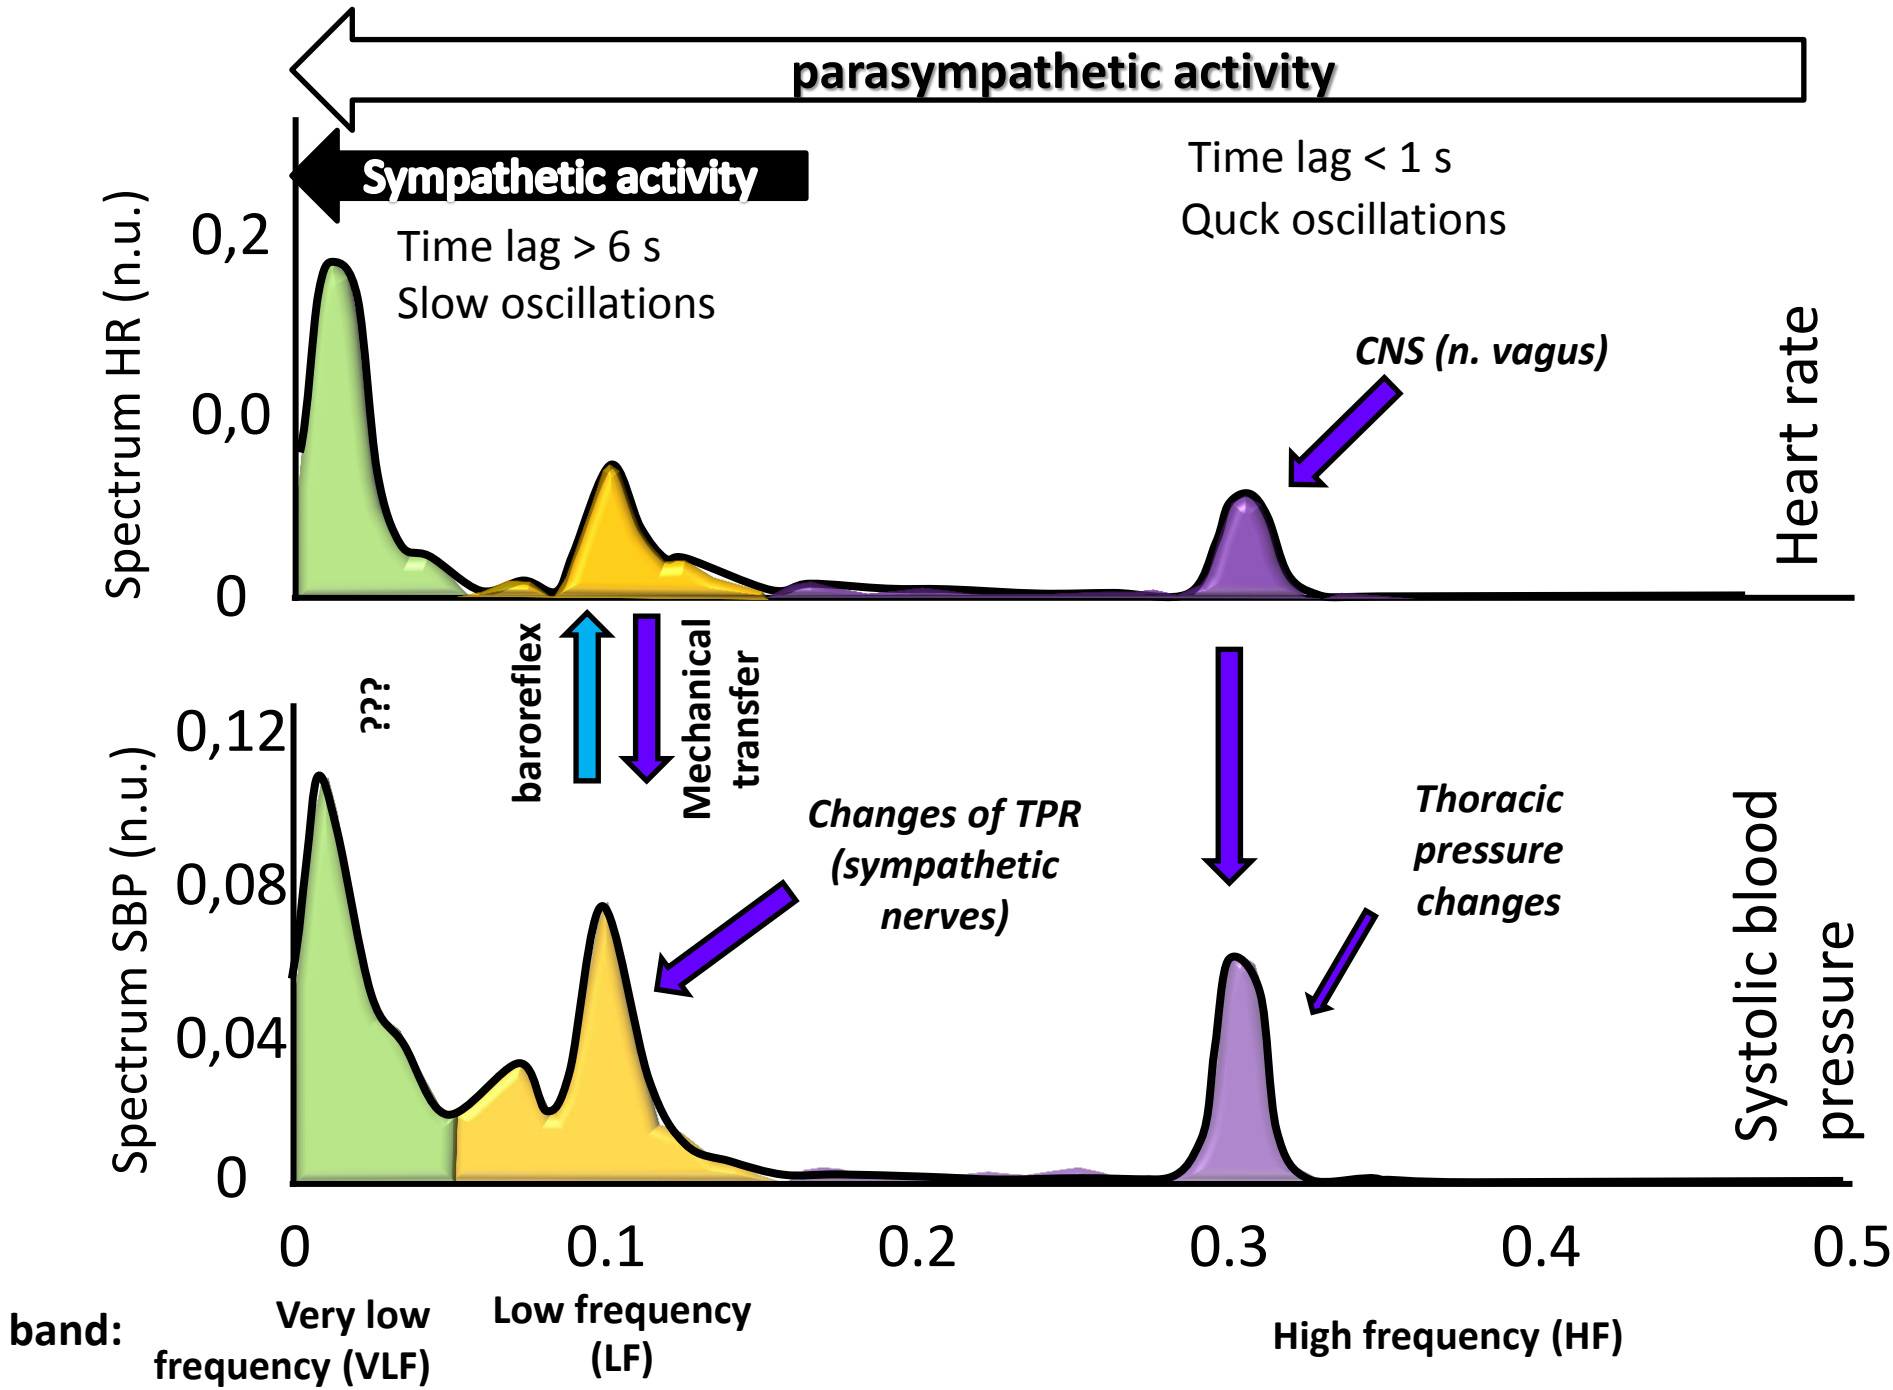 parasympathetic activity
Sympathetic activity
Time lag > 6 s
Slow oscillations
Time lag < 1 s
Quck oscillations
Spectrum HR (n.u.)
0,2
0,0
0
CNS (n. vagus)
Heart rate
???
baroreflex
Mechanical
transfer
Spectrum SBP (n.u.)
0,12
0,08
0,04
0
Changes of TPR
(sympathetic
nerves)
Thoracic
pressure
changes
Systolic blood
pressure
0 0.1 0.2 0.3 0.4 0.5
band:
Very low
frequency (VLF)
Low frequency
(LF)
High frequency (HF)